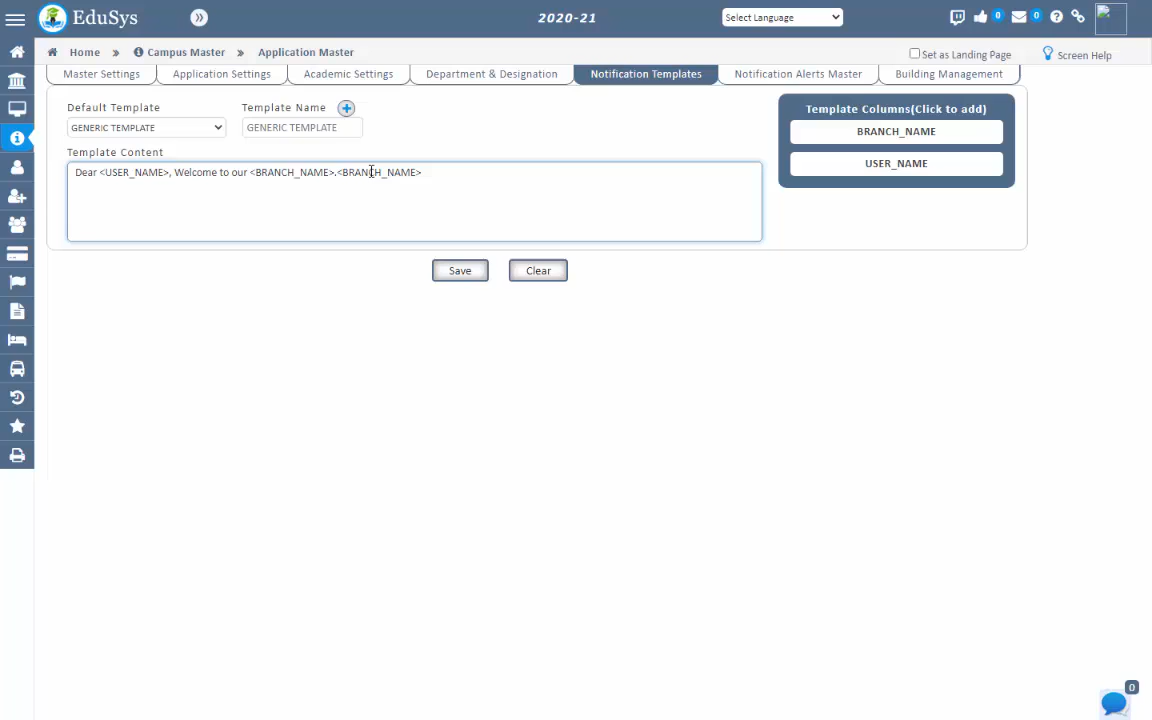 EduSys
2020-21
Select Language
0
0
Home » Campus Master » Application Master
Set as Landing Page
Screen Help
Master Settings
Application Settings
Academic Settings
Department & Designation
Notification Templates
Notification Alerts Master
Building Management
Default Template
Template Name
GENERIC TEMPLATE
GENERIC TEMPLATE
Template Content
Dear <USER_NAME>, Welcome to our <BRANCH_NAME>.<BRANCH_NAME>
Template Columns(Click to add)
BRANCH_NAME
USER_NAME
Save
Clear
0